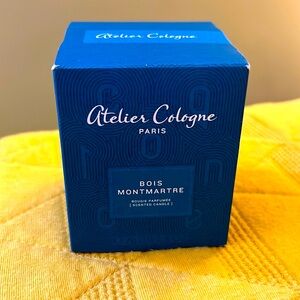 Atelier Cologne
Atelier Cologne
PARIS
BOIS
MONTMARTRE
BOUGIE PARFUMÉE
[ SCENTED CANDLE ]